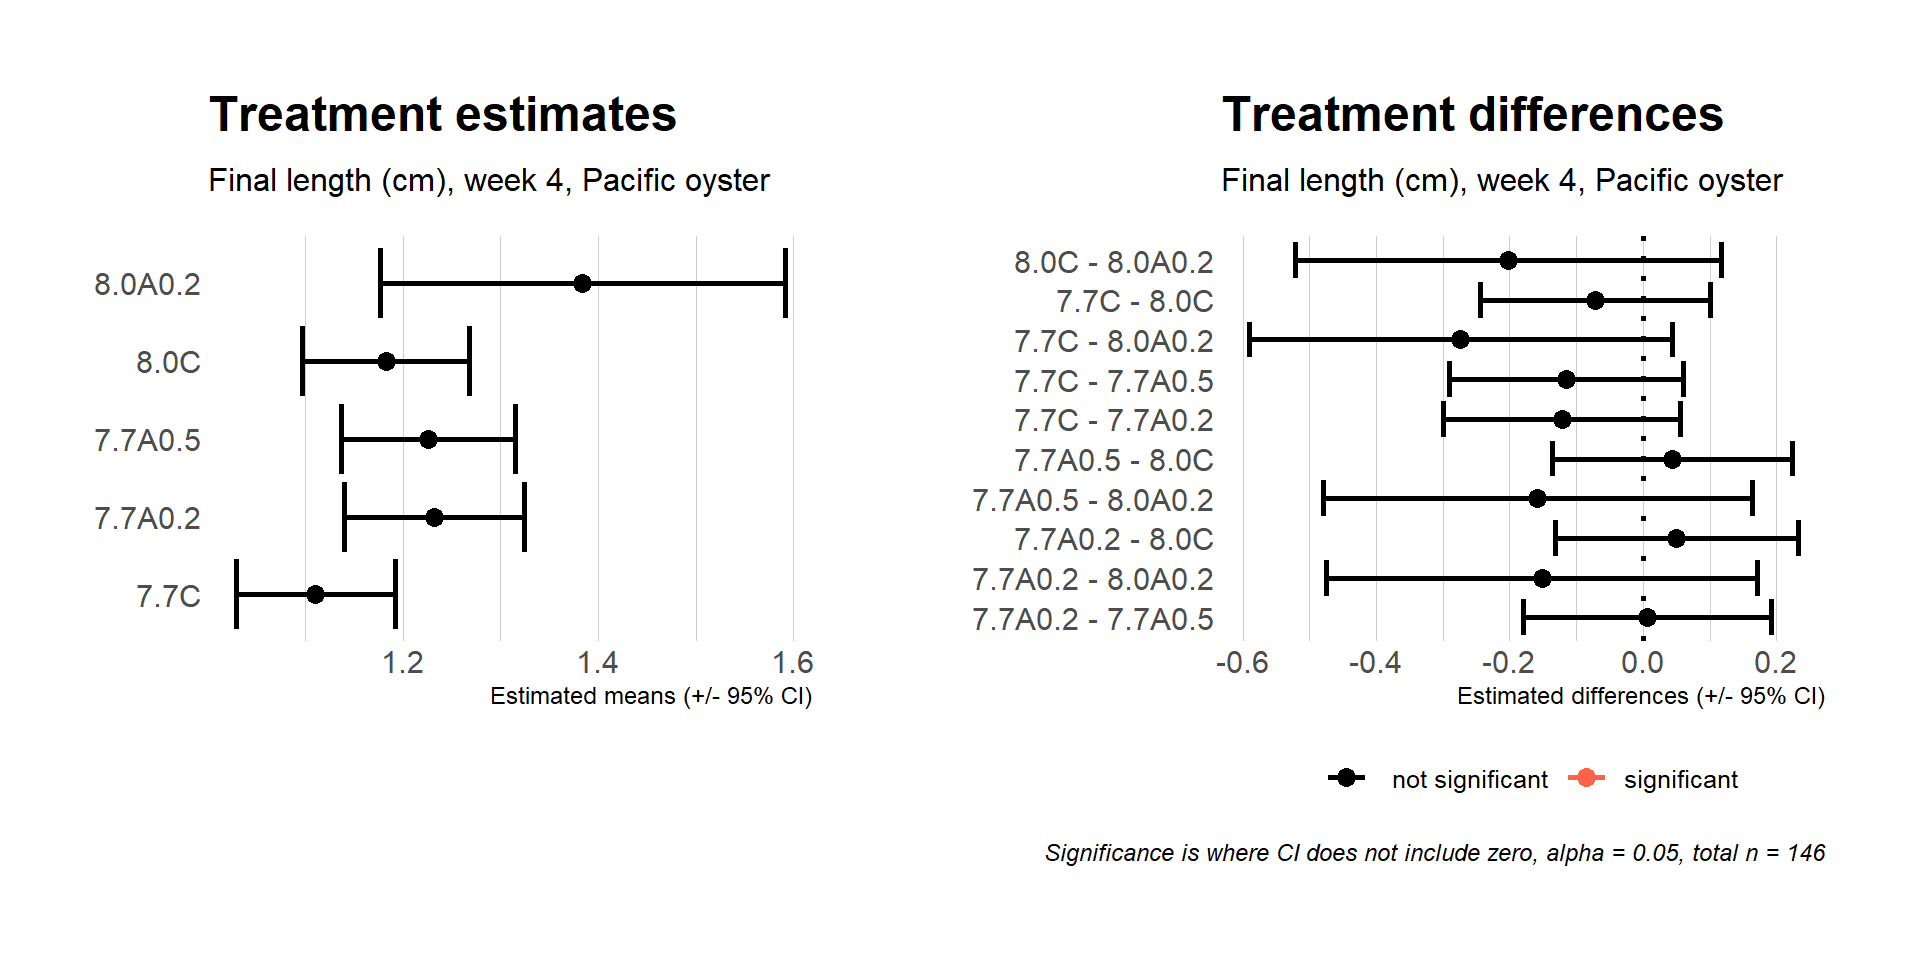 Treatment estimates
Final length (cm), week 4, Pacific oyster
8.0A0.2
8.0C
7.7A0.5
7.7A0.2
7.7C
1.2 1.4 1.6
Estimated means (+/- 95% CI)
Treatment differences
Final length (cm), week 4, Pacific oyster
8.0C - 8.0A0.2
7.7C - 8.0C
7.7C - 8.0A0.2
7.7C - 7.7A0.5
7.7C - 7.7A0.2
7.7A0.5 - 8.0C
7.7A0.5 - 8.0A0.2
7.7A0.2 - 8.0C
7.7A0.2 - 8.0A0.2
7.7A0.2 - 7.7A0.5
-0.6 -0.4 -0.2 0.0 0.2
Estimated differences (+/- 95% CI)
not significant significant
Significance is where CI does not include zero, alpha = 0.05, total n = 146